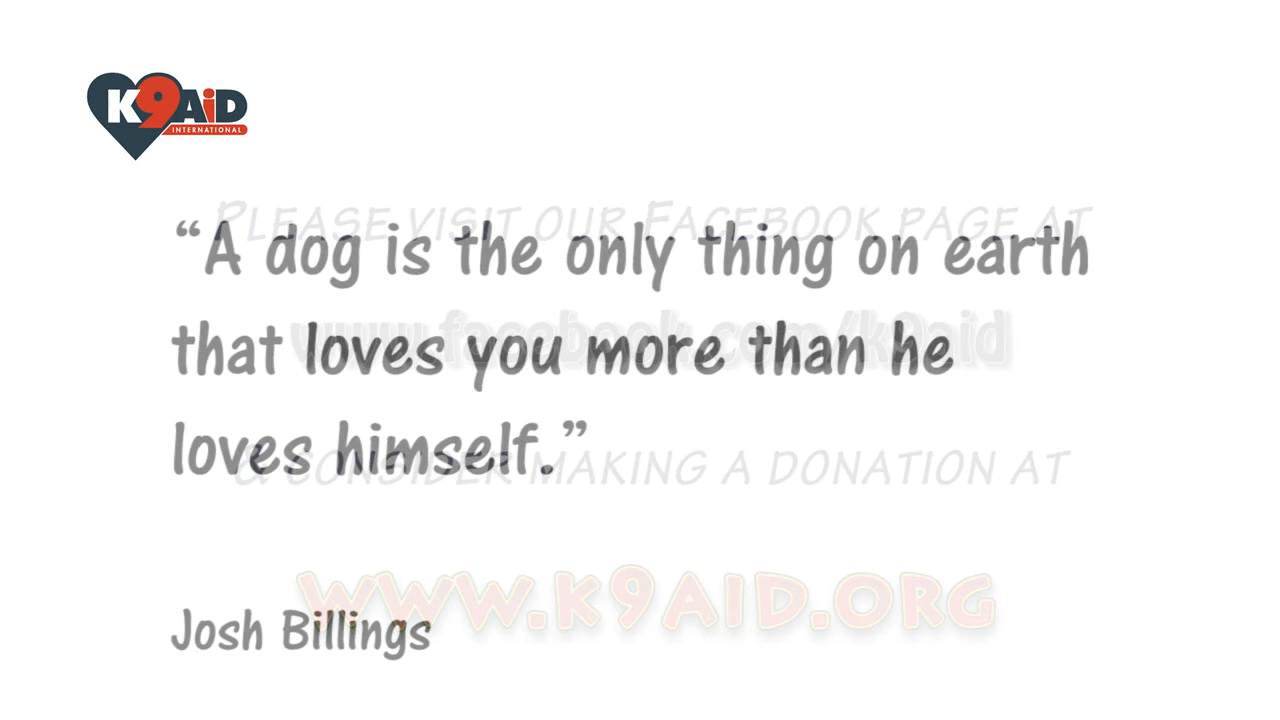 K9AiD
INTERNATIONAL
PLEASE VISIT OUR FACEBOOK PAGE AT
“A dog is the only thing on earth
www.facebook.com/k9aid
that loves you more than he
loves himself.”
& CONSIDER MAKING A DONATION AT
WWW.K9AID.ORG
Josh Billings